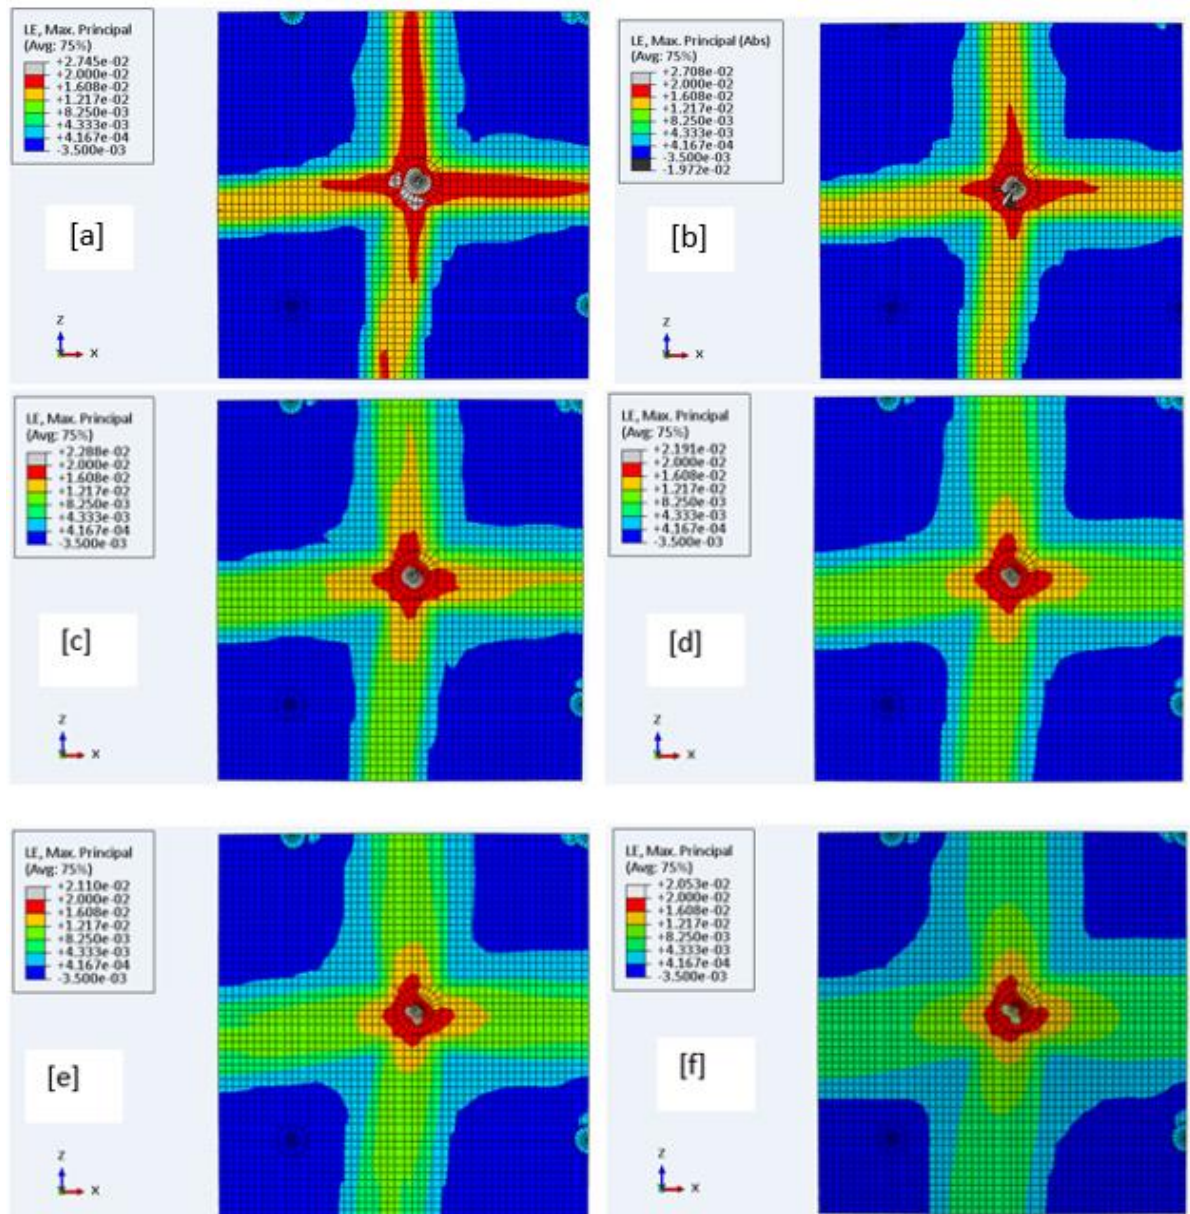 LE, Max. Principal
(Avg: 75%)
+2.745e-02
+2.000e-02
+1.608e-02
+1.217e-02
+8.250e-03
+4.333e-03
+4.167e-04
-3.500e-03
[a]
Z
X
LE, Max. Principal (Abs)
(Avg: 75%)
+2.708e-02
+2.000e-02
+1.608e-02
+1.217e-02
+8.250e-03
+4.333e-03
+4.167e-04
-3.500e-03
-1.972e-02
[b]
Z
X
LE, Max. Principal
(Avg: 75%)
+2.288e-02
+2.000e-02
+1.608e-02
+1.217e-02
+8.250e-03
+4.333e-03
+4.167e-04
-3.500e-03
[c]
Z
X
LE, Max. Principal
(Avg: 75%)
+2.191e-02
+2.000e-02
+1.608e-02
+1.217e-02
+8.250e-03
+4.333e-03
+4.167e-04
-3.500e-03
[d]
Z
X
LE, Max. Principal
(Avg: 75%)
+2.110e-02
+2.000e-02
+1.608e-02
+1.217e-02
+8.250e-03
+4.333e-03
+4.167e-04
-3.500e-03
[e]
Z
X
LE, Max. Principal
(Avg: 75%)
+2.053e-02
+2.000e-02
+1.608e-02
+1.217e-02
+8.250e-03
+4.333e-03
+4.167e-04
-3.500e-03
[f]
Z
X